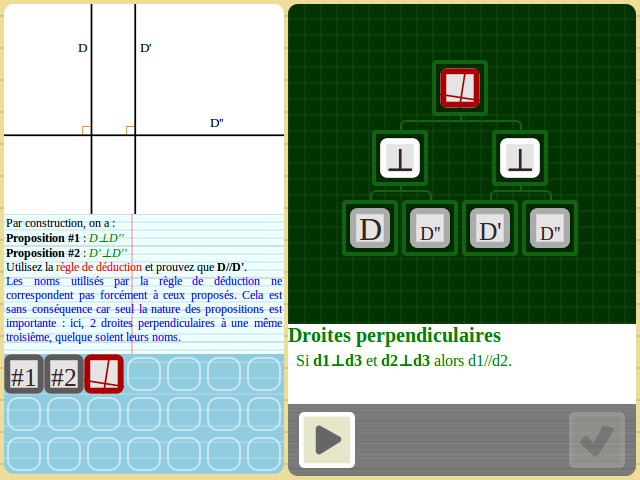 D
D'
D"
Par construction, on a :
Proposition #1 : D⊥D''
Proposition #2 : D'⊥D''
Utilisez la règle de déduction et prouvez que D//D'.
Les noms utilisés par la règle de déduction ne
correspondent pas forcément à ceux proposés. Cela est
sans conséquence car seul la nature des propositions est
importante : ici, 2 droites perpendiculaires à une même
troisième, quelque soient leurs noms.
#1 #2
⊥ ⊥
D D" D' D"
Droites perpendiculaires
Si d1⊥d3 et d2⊥d3 alors d1//d2.